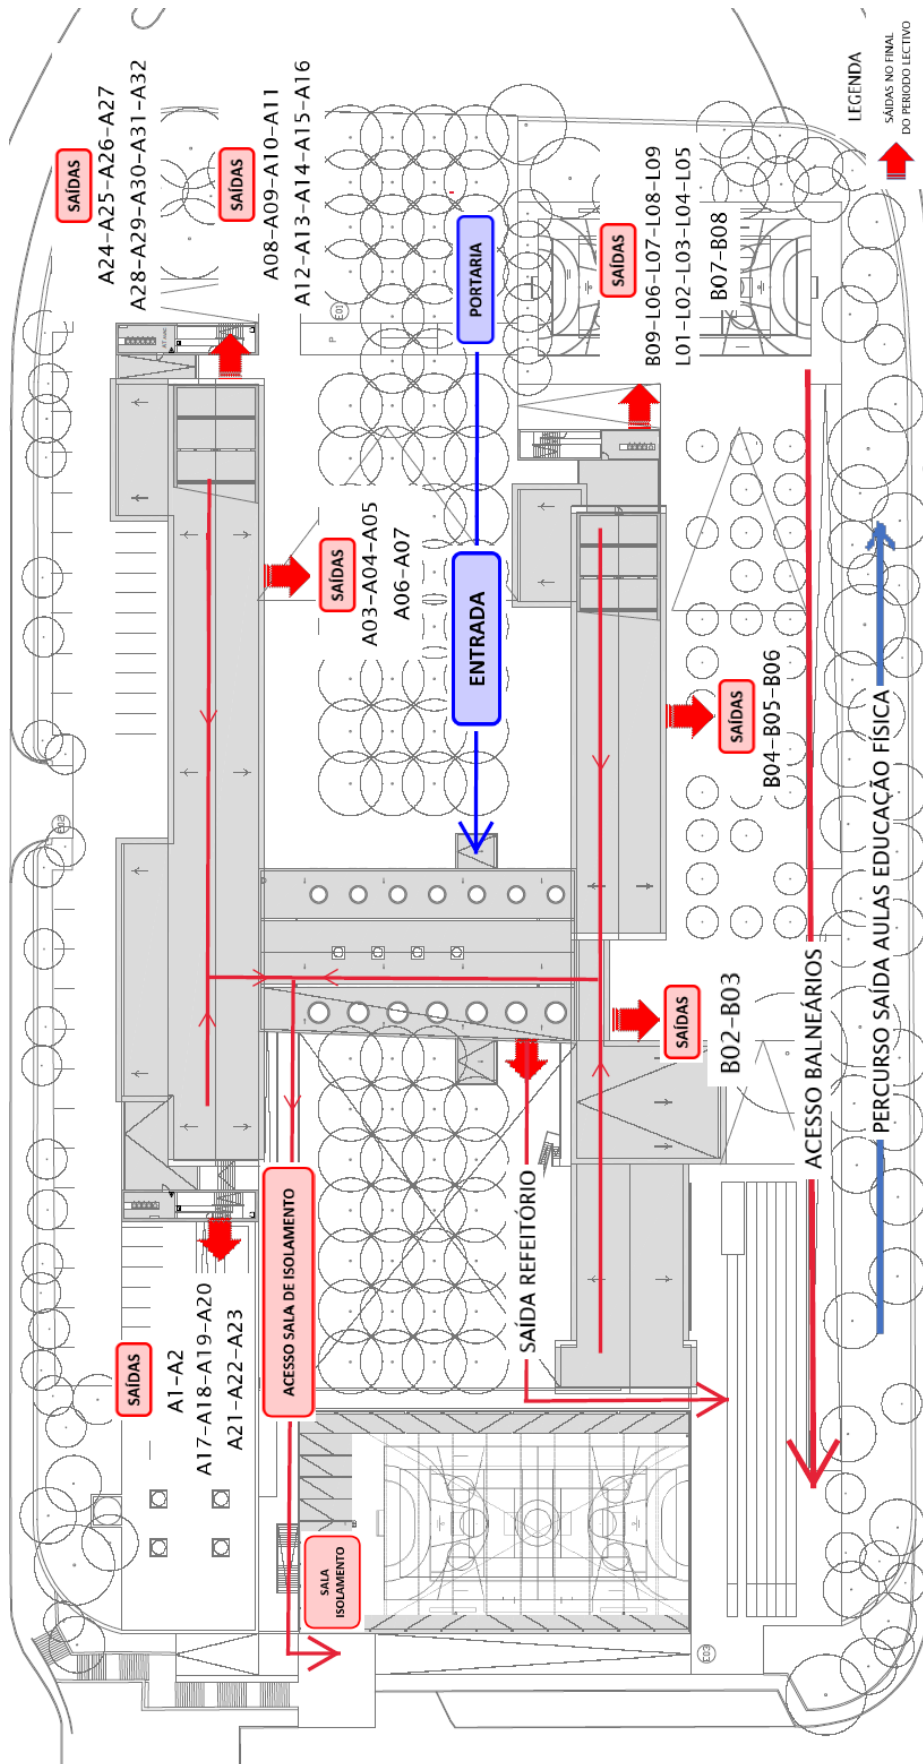 SAÍDAS
A24-A25-A26-A27
A28-A29-A30-A31-A32
SAÍDAS
A08-A09-A10-A11
A12-A13-A14-A15-A16
E01
P
PORTARIA
SAÍDAS
B09-L06-L07-L08-L09
L01-L02-L03-L04-L05
B07-B08
LEGENDA
SAÍDAS NO FINAL
DO PERIODO LECTIVO
SAÍDAS
A03-A04-A05
A06-A07
ENTRADA
SAÍDAS
B04-B05-B06
E02
SAÍDAS
B02-B03
ACESSO BALNEÁRIOS
PERCURSO SAÍDA AULAS EDUCAÇÃO FÍSICA
SAÍDAS
A1-A2
A17-A18-A19-A20
A21-A22-A23
ACESSO SALA DE ISOLAMENTO
SAÍDA REFEITÓRIO
SALA
ISOLAMENTO
E03